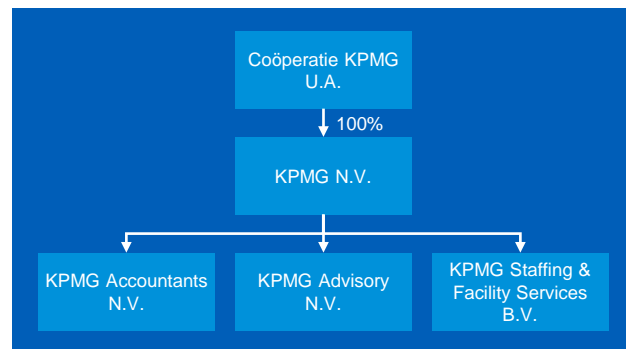 Coöperatie KPMG
U.A.
100%
KPMG N.V.
KPMG Accountants
N.V.
KPMG Advisory
N.V.
KPMG Staffing &
Facility Services
B.V.